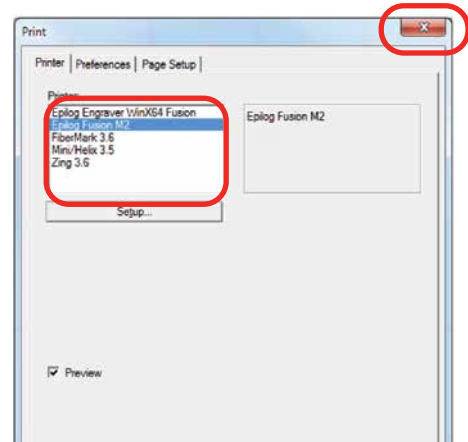 Print
Printer Preferences Page Setup
Printer
Epilog Engraver WinX64 Fusion
Epilog Fusion M2
FiberMark 3.6
Mini/Helix 3.5
Zing 3.6
Epilog Fusion M2
Setup...
Preview